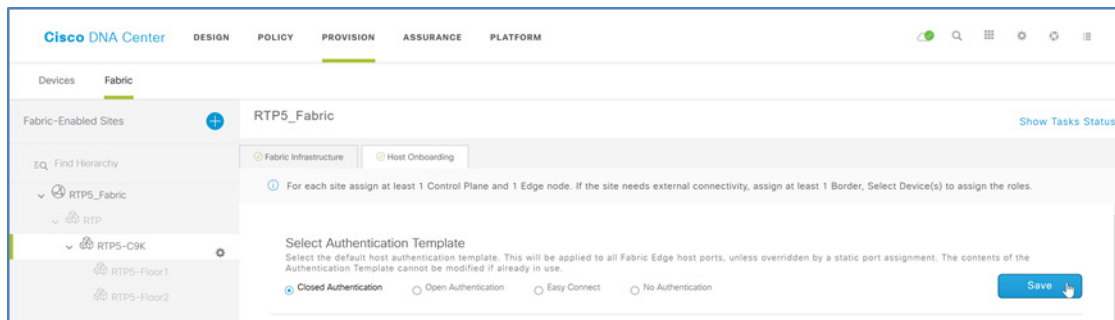 Cisco DNA Center DESIGN POLICY PROVISION ASSURANCE PLATFORM
Devices Fabric
Fabric-Enabled Sites
RTP5_Fabric
Show Tasks Status
Find Hierarchy
Fabric Infrastructure Host Onboarding
For each site assign at least 1 Control Plane and 1 Edge node. If the site needs external connectivity, assign at least 1 Border, Select Device(s) to assign the roles.
RTP5_Fabric
RTP
RTP5-C9K
RTP5-Floor1
RTP5-Floor2
Select Authentication Template
Select the default host authentication template. This will be applied to all Fabric Edge host ports, unless overridden by a static port assignment. The contents of the
Authentication Template cannot be modified if already in use.
Closed Authentication Open Authentication Easy Connect No Authentication
Save